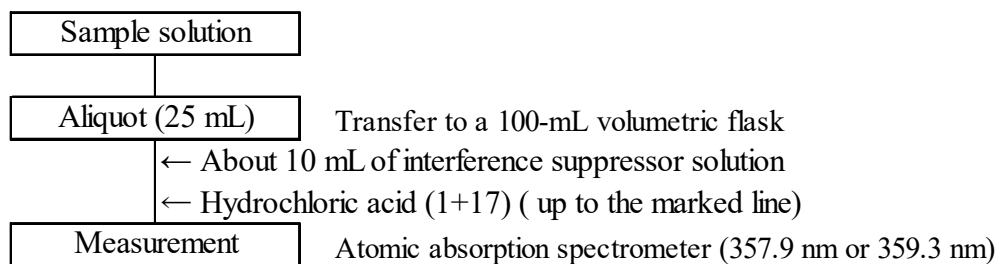 Sample solution
Aliquot (25 mL) Transfer to a 100-mL volumetric flask
← About 10 mL of interference suppressor solution
← Hydrochloric acid (1+17) ( up to the marked line)
Measurement Atomic absorption spectrometer (357.9 nm or 359.3 nm)